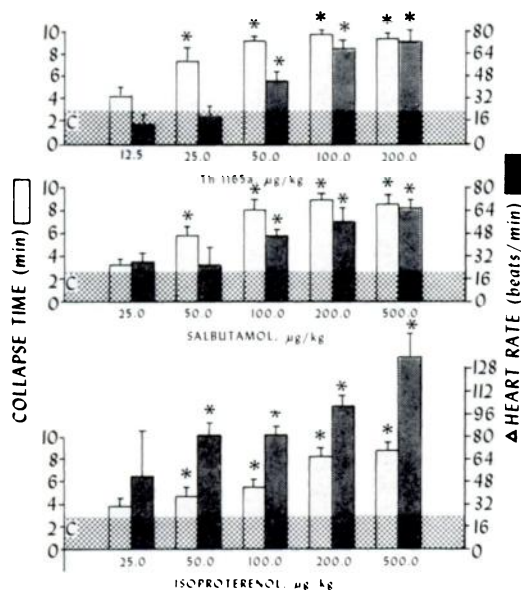 10 80
8 64
6 48
4 32
2 C 16
0 0
12.5 25.0 50.0 100.0 200.0
Th 1165a, µg/kg
* * * * * * *
10 80
8 64
6 48
4 32
2 C 16
0 0
25.0 50.0 100.0 200.0 500.0
SALBUTAMOL, µg/kg
* * * * * * *
128
112
96
10 80
8 64
6 48
4 32
2 C 16
0 0
25.0 50.0 100.0 200.0 500.0
ISOPROTERENOL, µg kg
* * * * * * * *
COLLAPSE TIME (min)
▲HEART RATE (beats/min)